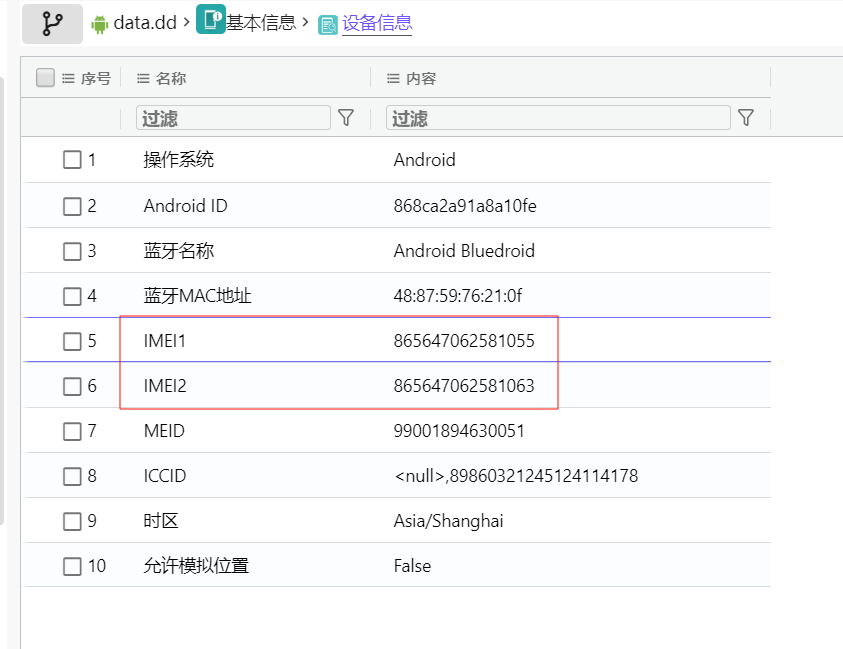 data.dd > 基本信息 > 设备信息
序号 名称 内容
过滤 过滤
1 操作系统 Android
2 Android ID 868ca2a91a8a10fe
3 蓝牙名称 Android Bluedroid
4 蓝牙MAC地址 48:87:59:76:21:0f
5 IMEI1 865647062581055
6 IMEI2 865647062581063
7 MEID 99001894630051
8 ICCID <null>,89860321245124114178
9 时区 Asia/Shanghai
10 允许模拟位置 False